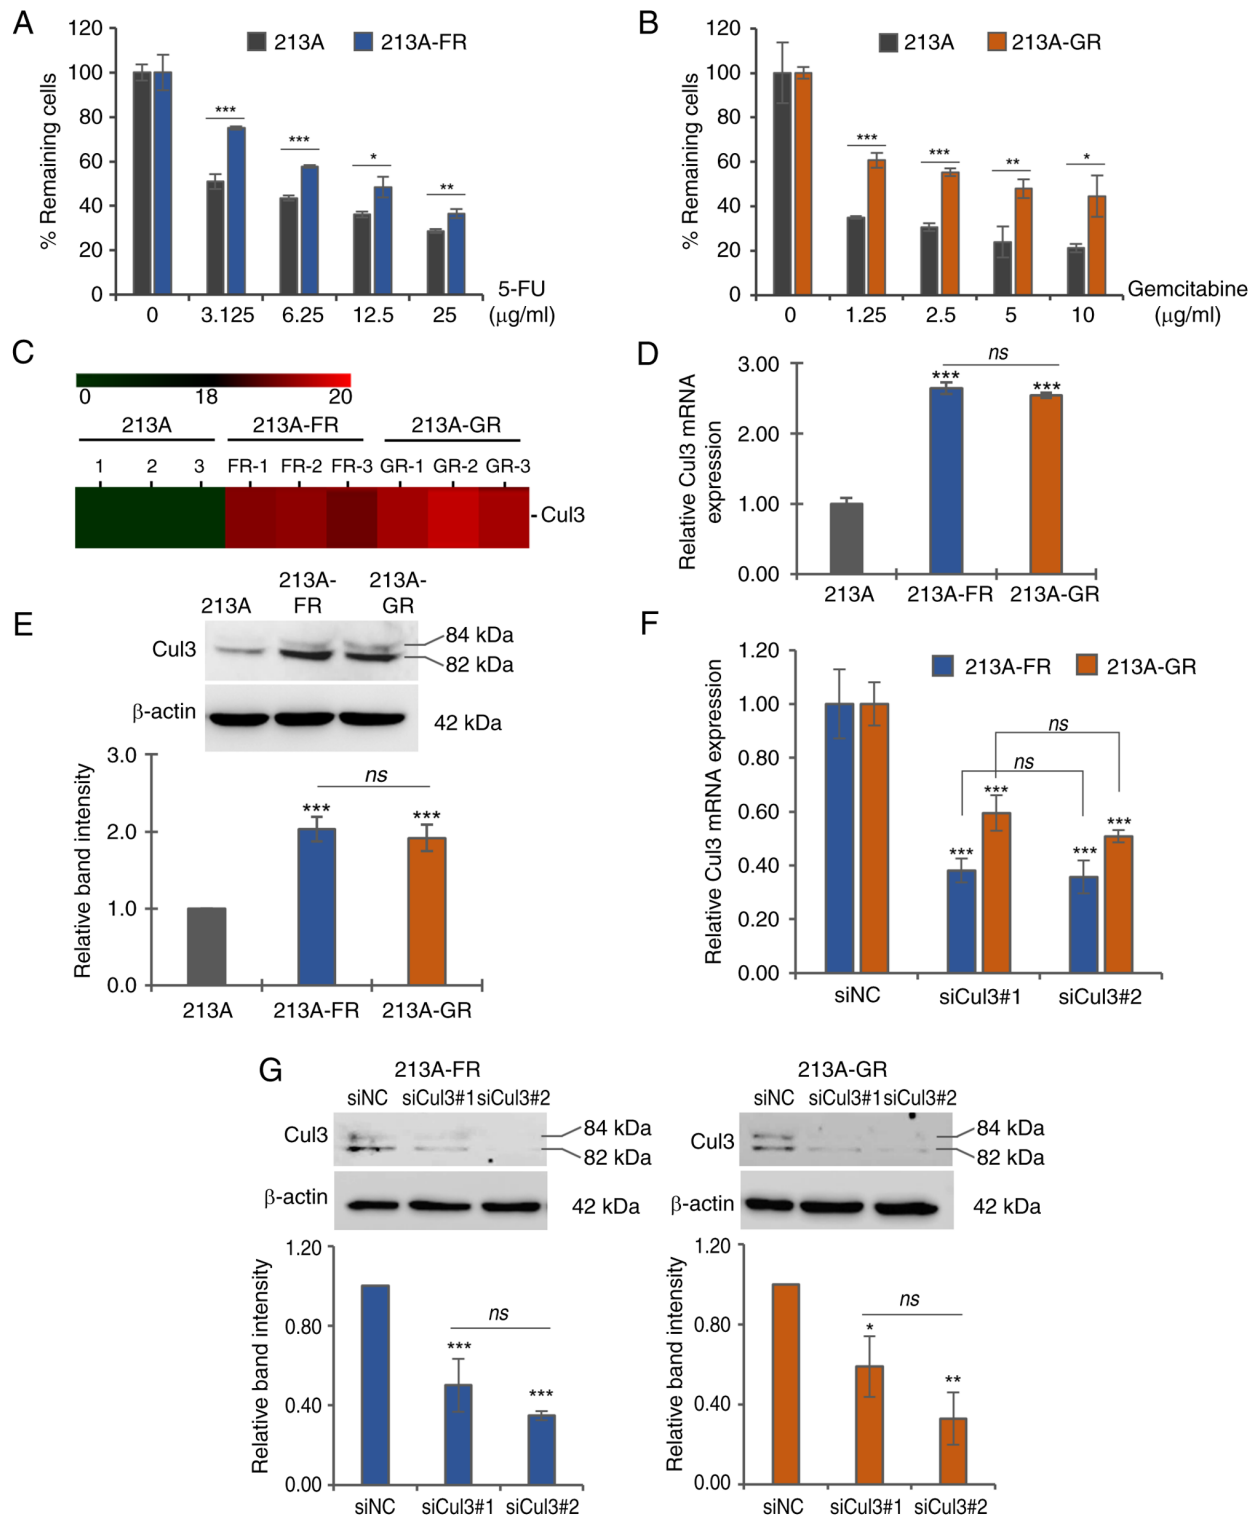 A
120
100
80
60
40
20
0
% Remaining cells
213A
213A-FR
***
***
*
**
0
3.125
6.25
12.5
25
5-FU
(μg/ml)
B
120
100
80
60
40
20
0
% Remaining cells
213A
213A-GR
***
***
**
*
0
1.25
2.5
5
10
Gemcitabine
(μg/ml)
C
0
18
20
213A
213A-FR
213A-GR
1
2
3
FR-1
FR-2
FR-3
GR-1
GR-2
GR-3
Cul3
D
3.00
2.00
1.00
0.00
Relative Cul3 mRNA
expression
ns
***
***
213A
213A-FR
213A-GR
E
213A
213A-
FR
213A-
GR
Cul3
84 kDa
82 kDa
β-actin
42 kDa
3.0
2.0
1.0
0.0
Relative band intensity
ns
***
***
213A
213A-FR
213A-GR
F
1.20
1.00
0.80
0.60
0.40
0.20
0.00
Relative Cul3 mRNA expression
213A-FR
213A-GR
ns
ns
***
***
***
***
siNC
siCul3#1
siCul3#2
G
213A-FR
siNC
siCul3#1
siCul3#2
Cul3
84 kDa
82 kDa
β-actin
42 kDa
1.20
0.80
0.40
0.00
Relative band intensity
ns
***
***
siNC
siCul3#1
siCul3#2
213A-GR
siNC
siCul3#1
siCul3#2
Cul3
84 kDa
82 kDa
β-actin
42 kDa
1.20
0.80
0.40
0.00
Relative band intensity
ns
*
**
siNC
siCul3#1
siCul3#2